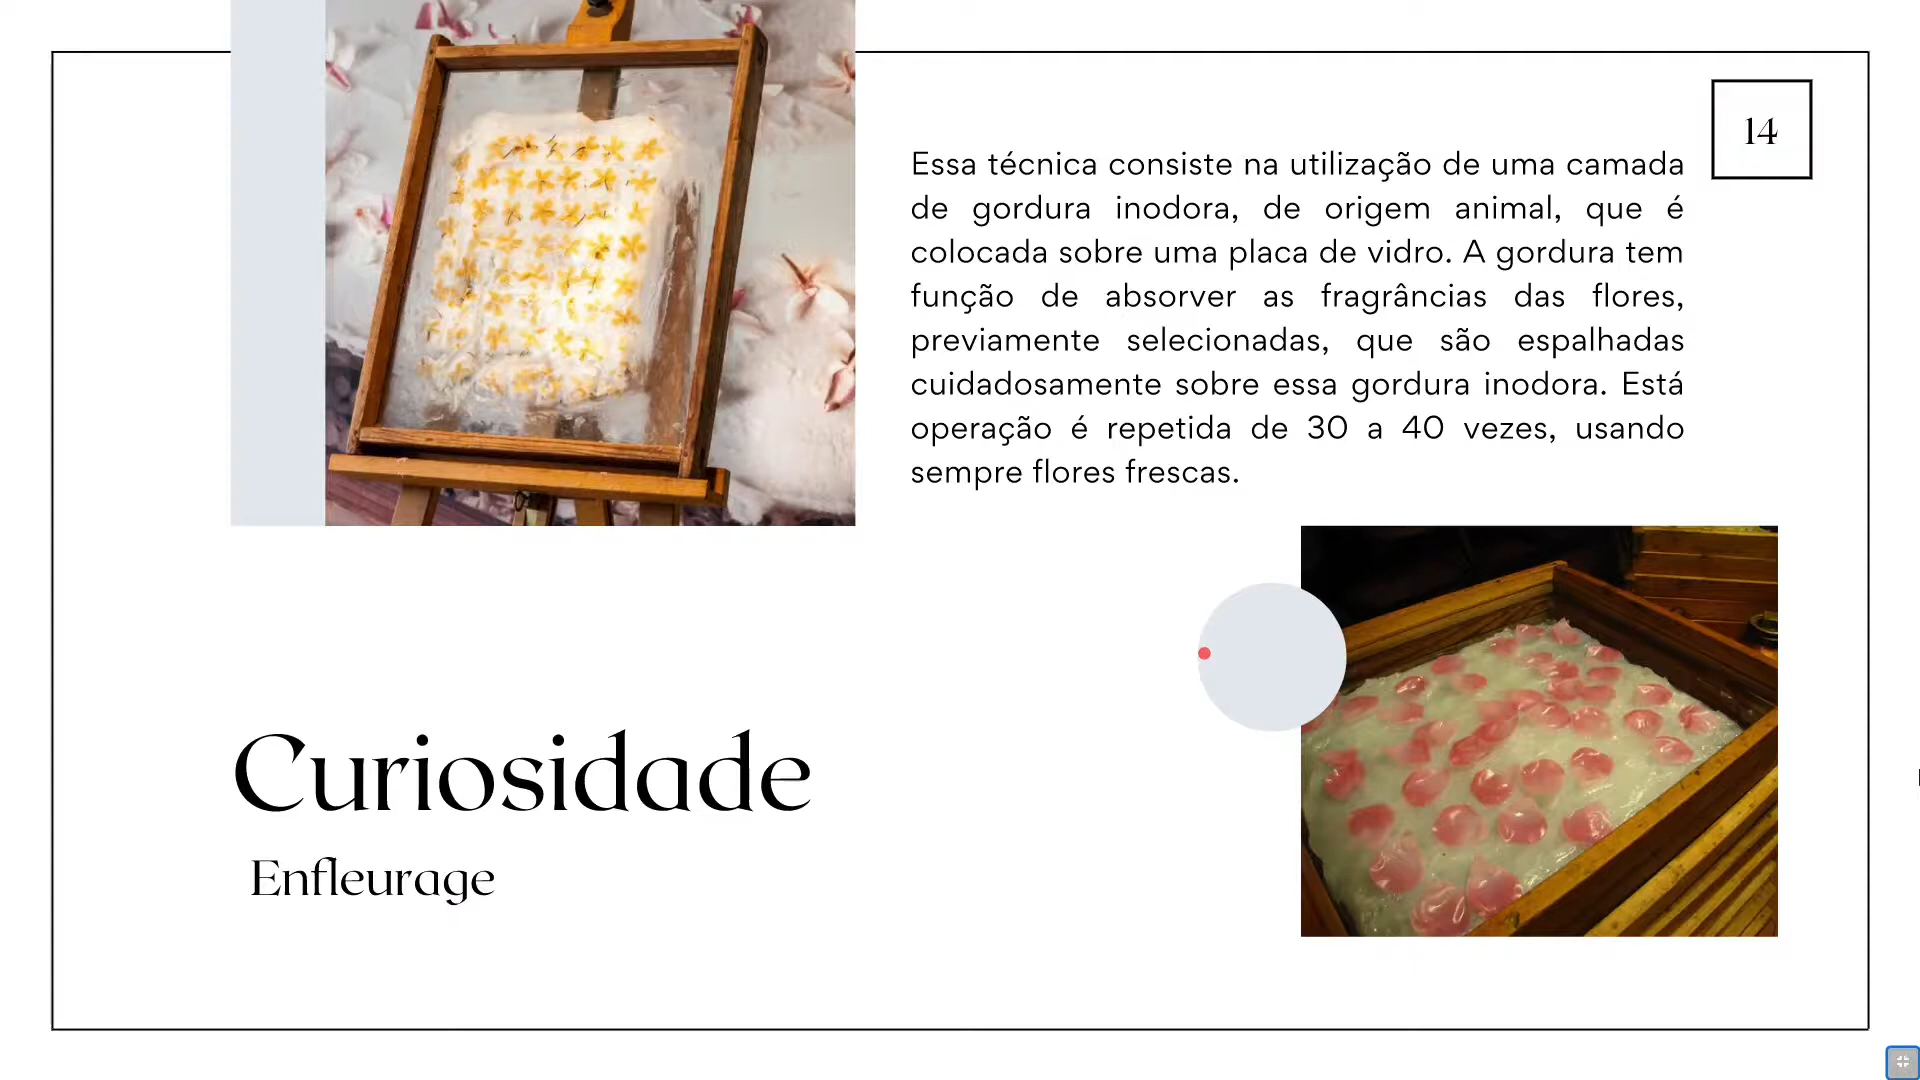 14
Essa técnica consiste na utilização de uma camada
de gordura inodora, de origem animal, que é
colocada sobre uma placa de vidro. A gordura tem
função de absorver as fragrâncias das flores,
previamente selecionadas, que são espalhadas
cuidadosamente sobre essa gordura inodora. Está
operação é repetida de 30 a 40 vezes, usando
sempre flores frescas.
Curiosidade
Enfleurage